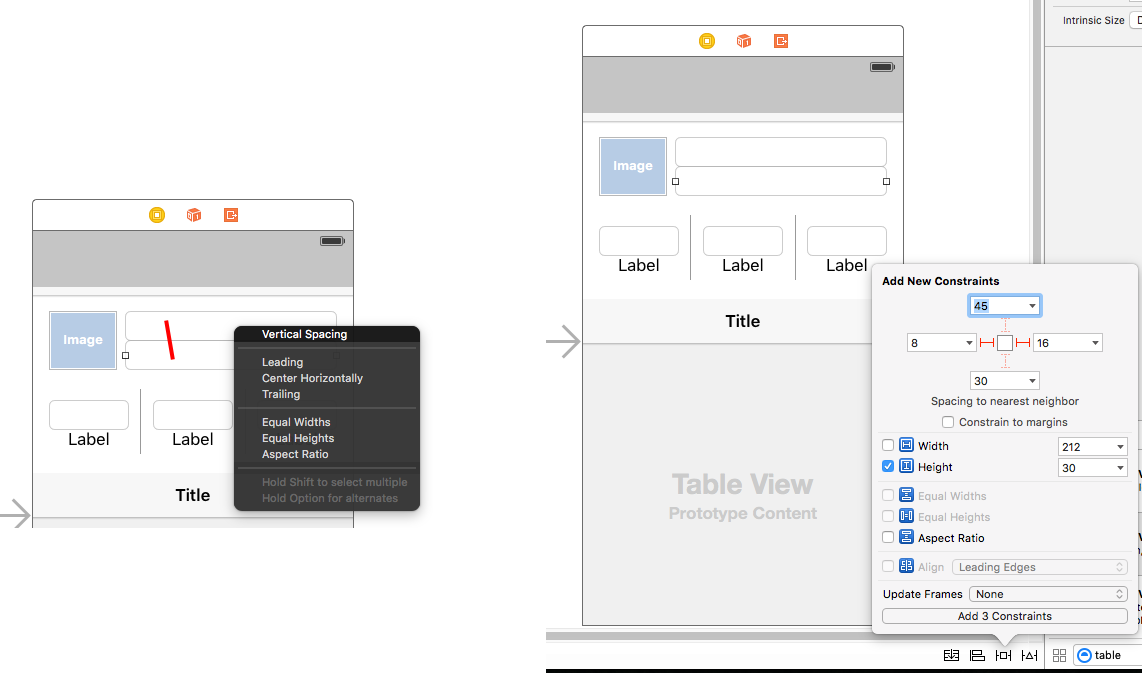 Image
Label
Label
Title
Vertical Spacing
Leading
Center Horizontally
Trailing
Equal Widths
Equal Heights
Aspect Ratio
Hold Shift to select multiple
Hold Option for alternates
Image
Label
Label
Label
Title
Table View
Prototype Content
Intrinsic Size
Add New Constraints
45
8
16
30
Spacing to nearest neighbor
Constrain to margins
Width 212
Height 30
Equal Widths
Equal Heights
Aspect Ratio
Align Leading Edges
Update Frames None
Add 3 Constraints
table